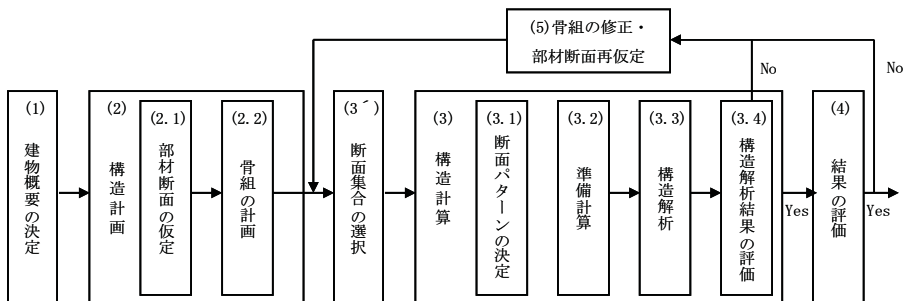 (5)骨組の修正・
部材断面再仮定
No
No
(1)
建物概要の決定
(2)
構造計画
(2.1)
部材断面の仮定
(2.2)
骨組の計画
(3´)
断面集合の選択
(3)
構造計算
(3.1)
断面パターンの決定
(3.2)
準備計算
(3.3)
構造解析
(3.4)
構造解析結果の評価
Yes
(4)
結果の評価
Yes